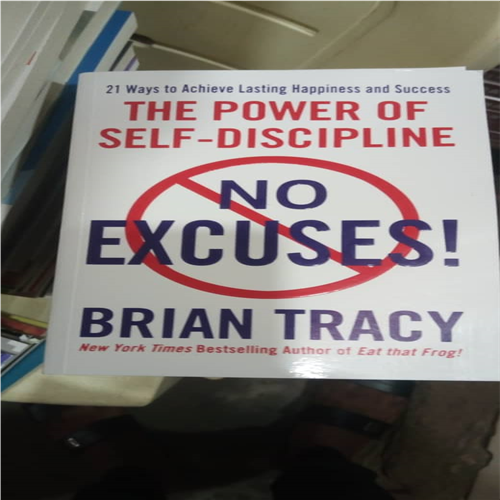 21 Ways to Achieve Lasting Happiness and Success
THE POWER OF
SELF-DISCIPLINE
NO
EXCUSES!
BRIAN TRACY
New York Times Bestselling Author of Eat that Frog!